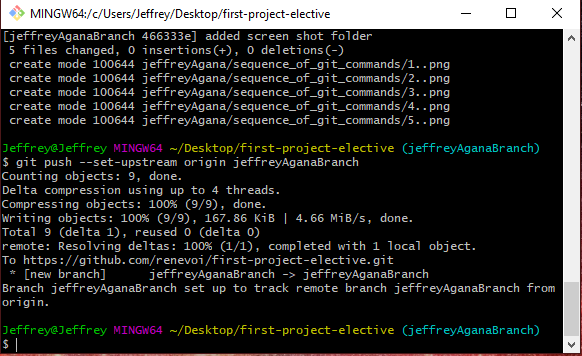 MINGW64:/c/Users/Jeffrey/Desktop/first-project-elective
[jeffreyAganaBranch 466333e] added screen shot folder
 5 files changed, 0 insertions(+), 0 deletions(-)
 create mode 100644 jeffreyAgana/sequence_of_git_commands/1..png
 create mode 100644 jeffreyAgana/sequence_of_git_commands/2..png
 create mode 100644 jeffreyAgana/sequence_of_git_commands/3..png
 create mode 100644 jeffreyAgana/sequence_of_git_commands/4..png
 create mode 100644 jeffreyAgana/sequence_of_git_commands/5..png
Jeffrey@Jeffrey MINGW64 ~/Desktop/first-project-elective (jeffreyAganaBranch)
$ git push --set-upstream origin jeffreyAganaBranch
Counting objects: 9, done.
Delta compression using up to 4 threads.
Compressing objects: 100% (9/9), done.
Writing objects: 100% (9/9), 167.86 KiB | 4.66 MiB/s, done.
Total 9 (delta 1), reused 0 (delta 0)
remote: Resolving deltas: 100% (1/1), completed with 1 local object.
To https://github.com/renevoi/first-project-elective.git
 * [new branch]      jeffreyAganaBranch -> jeffreyAganaBranch
Branch jeffreyAganaBranch set up to track remote branch jeffreyAganaBranch from
origin.
Jeffrey@Jeffrey MINGW64 ~/Desktop/first-project-elective (jeffreyAganaBranch)
$